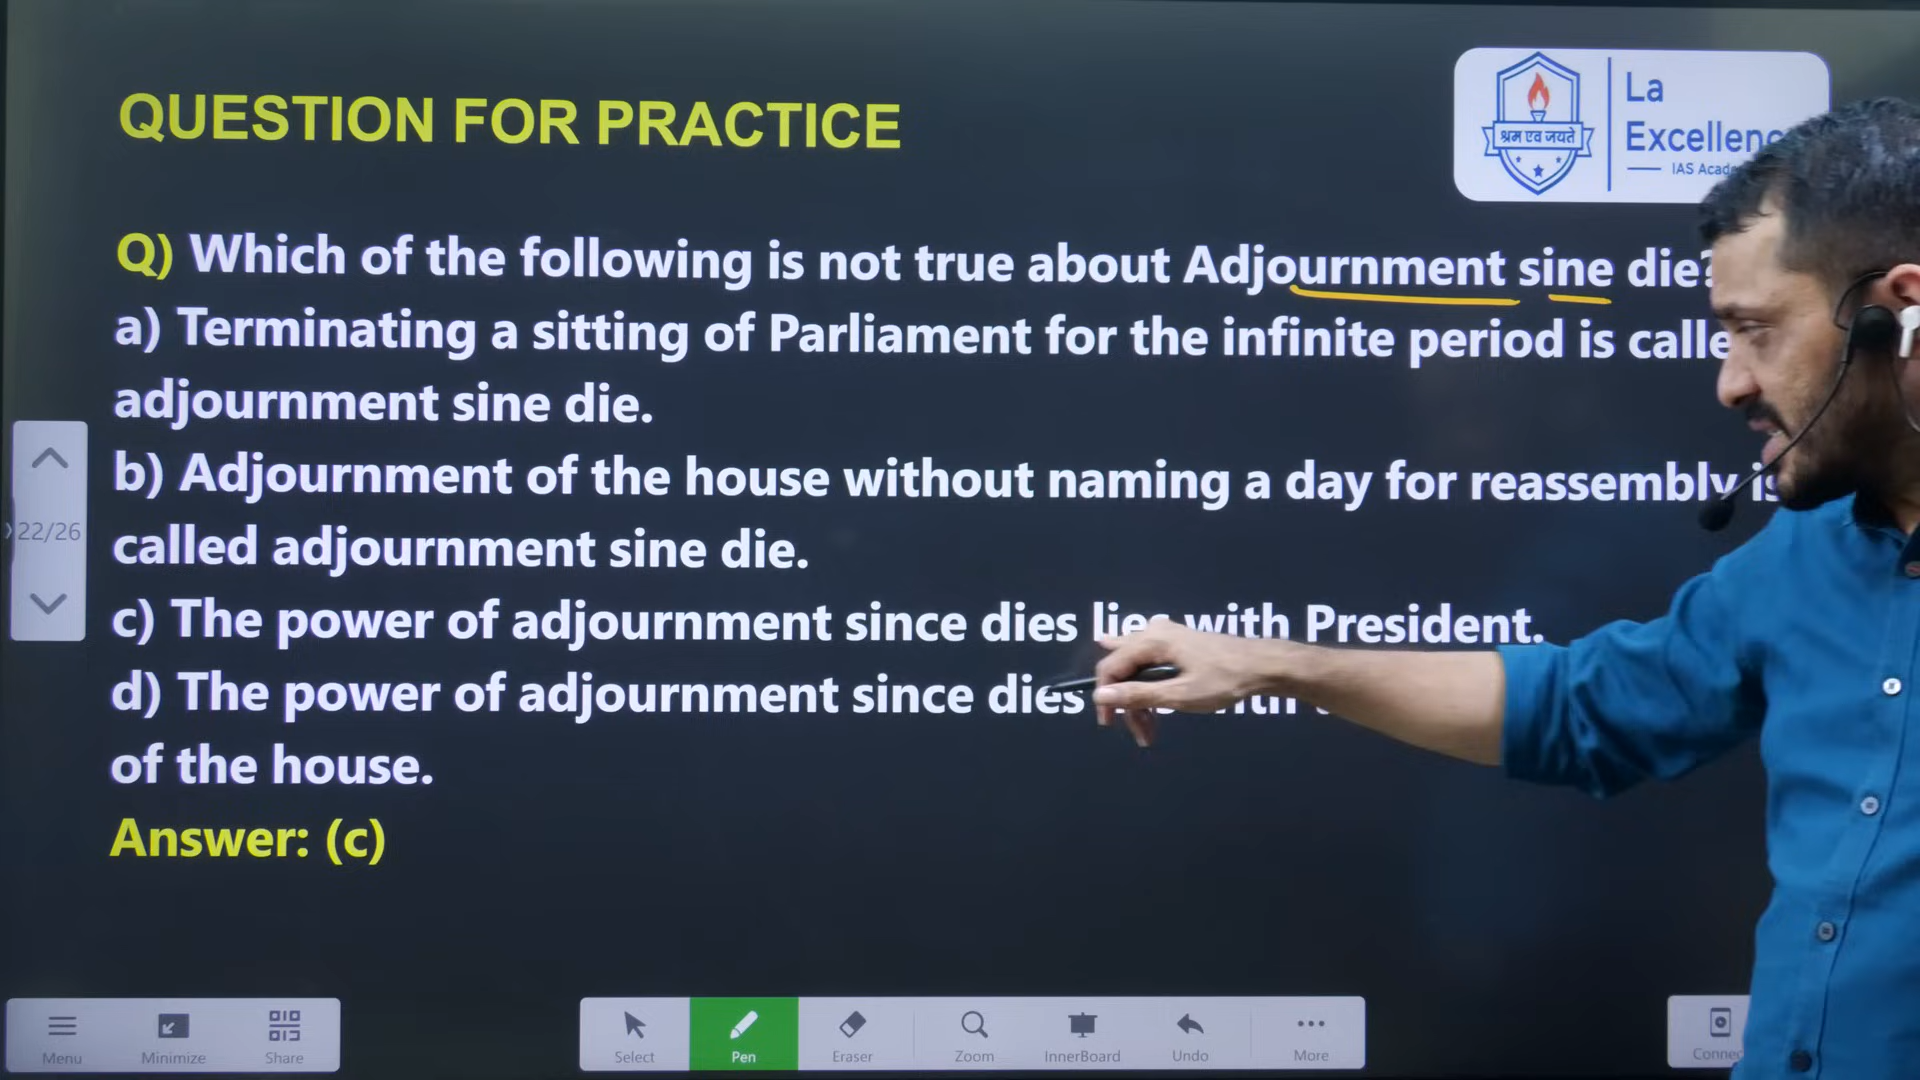 QUESTION FOR PRACTICE
La
Excellenc
IAS Acad
श्रम एव जयते
Q) Which of the following is not true about Adjournment sine die?
a) Terminating a sitting of Parliament for the infinite period is calle
adjournment sine die.
b) Adjournment of the house without naming a day for reassembly is
called adjournment sine die.
c) The power of adjournment since dies lies with President.
d) The power of adjournment since dies
of the house.
Answer: (c)
22/26
Menu
Minimize
Share
Select
Pen
Eraser
Zoom
InnerBoard
Undo
More
Connec